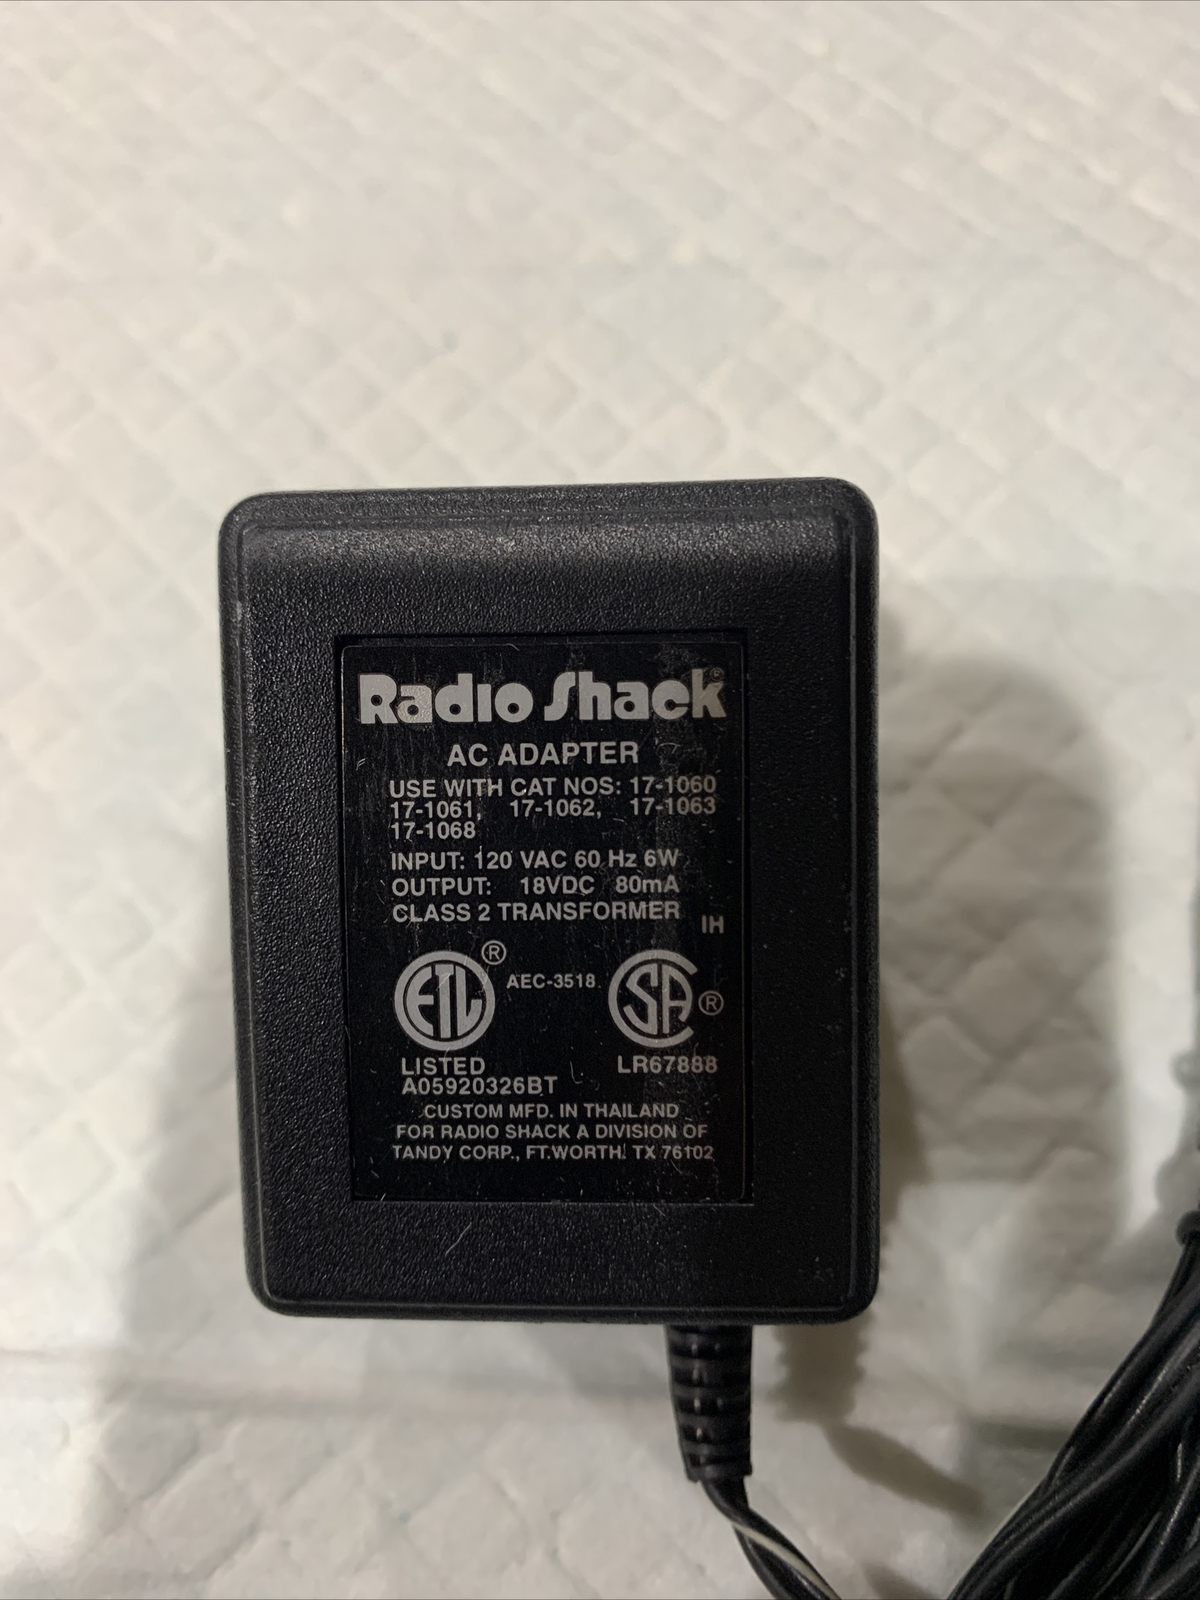 Radio Shack®
AC ADAPTER
USE WITH CAT NOS: 17-1060
17-1061, 17-1062, 17-1063
17-1068
INPUT: 120 VAC 60 Hz 6W
OUTPUT: 18VDC 80mA
CLASS 2 TRANSFORMER
IH
ETL ® AEC-3518 SA ®
LISTED LR67888
A05920326BT
CUSTOM MFD. IN THAILAND
FOR RADIO SHACK A DIVISION OF
TANDY CORP., FT.WORTH, TX 76102